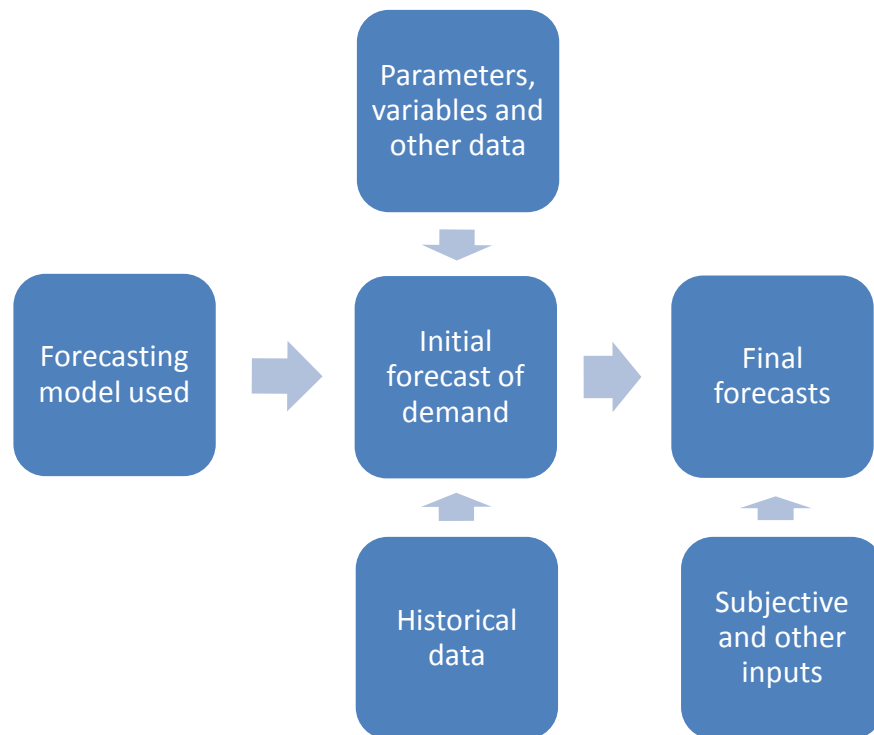 Parameters,
variables and
other data
Forecasting
model used
Initial
forecast of
demand
Final
forecasts
Historical
data
Subjective
and other
inputs